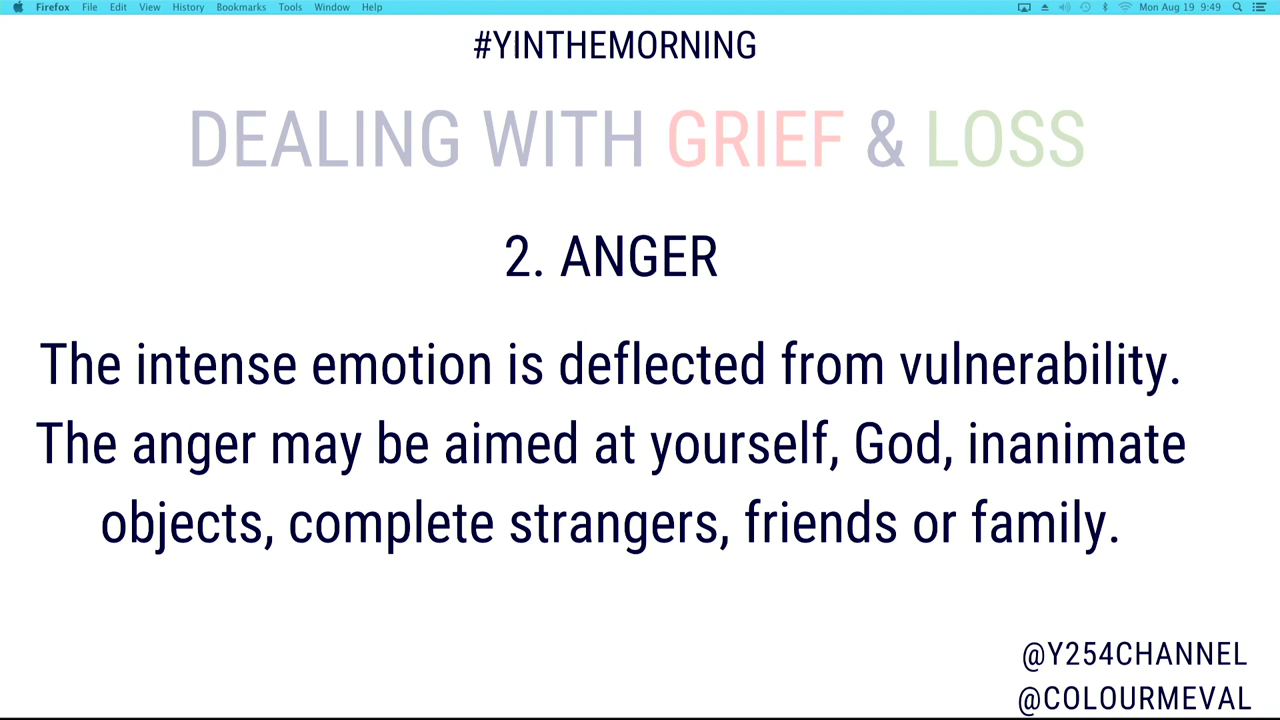 Firefox File Edit View History Bookmarks Tools Window Help Mon Aug 19 9:49
#YINTHEMORNING
DEALING WITH GRIEF & LOSS
2. ANGER
The intense emotion is deflected from vulnerability.
The anger may be aimed at yourself, God, inanimate
objects, complete strangers, friends or family.
@Y254CHANNEL
@COLOURMEVAL